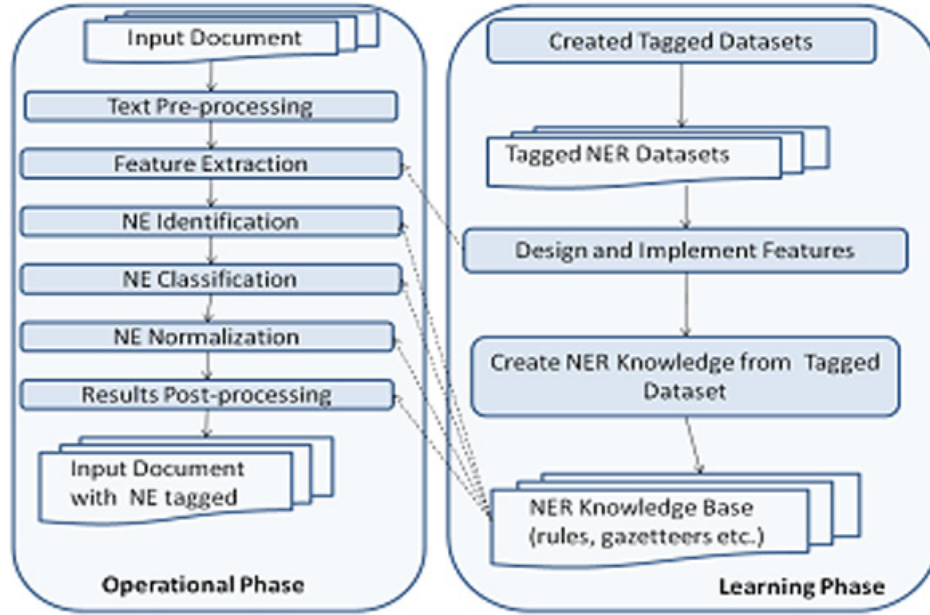 Input Document
Text Pre-processing
Feature Extraction
NE Identification
NE Classification
NE Normalization
Results Post-processing
Input Document
with NE tagged
Operational Phase
Created Tagged Datasets
Tagged NER Datasets
Design and Implement Features
Create NER Knowledge from Tagged
Dataset
NER Knowledge Base
(rules, gazetteers etc.)
Learning Phase